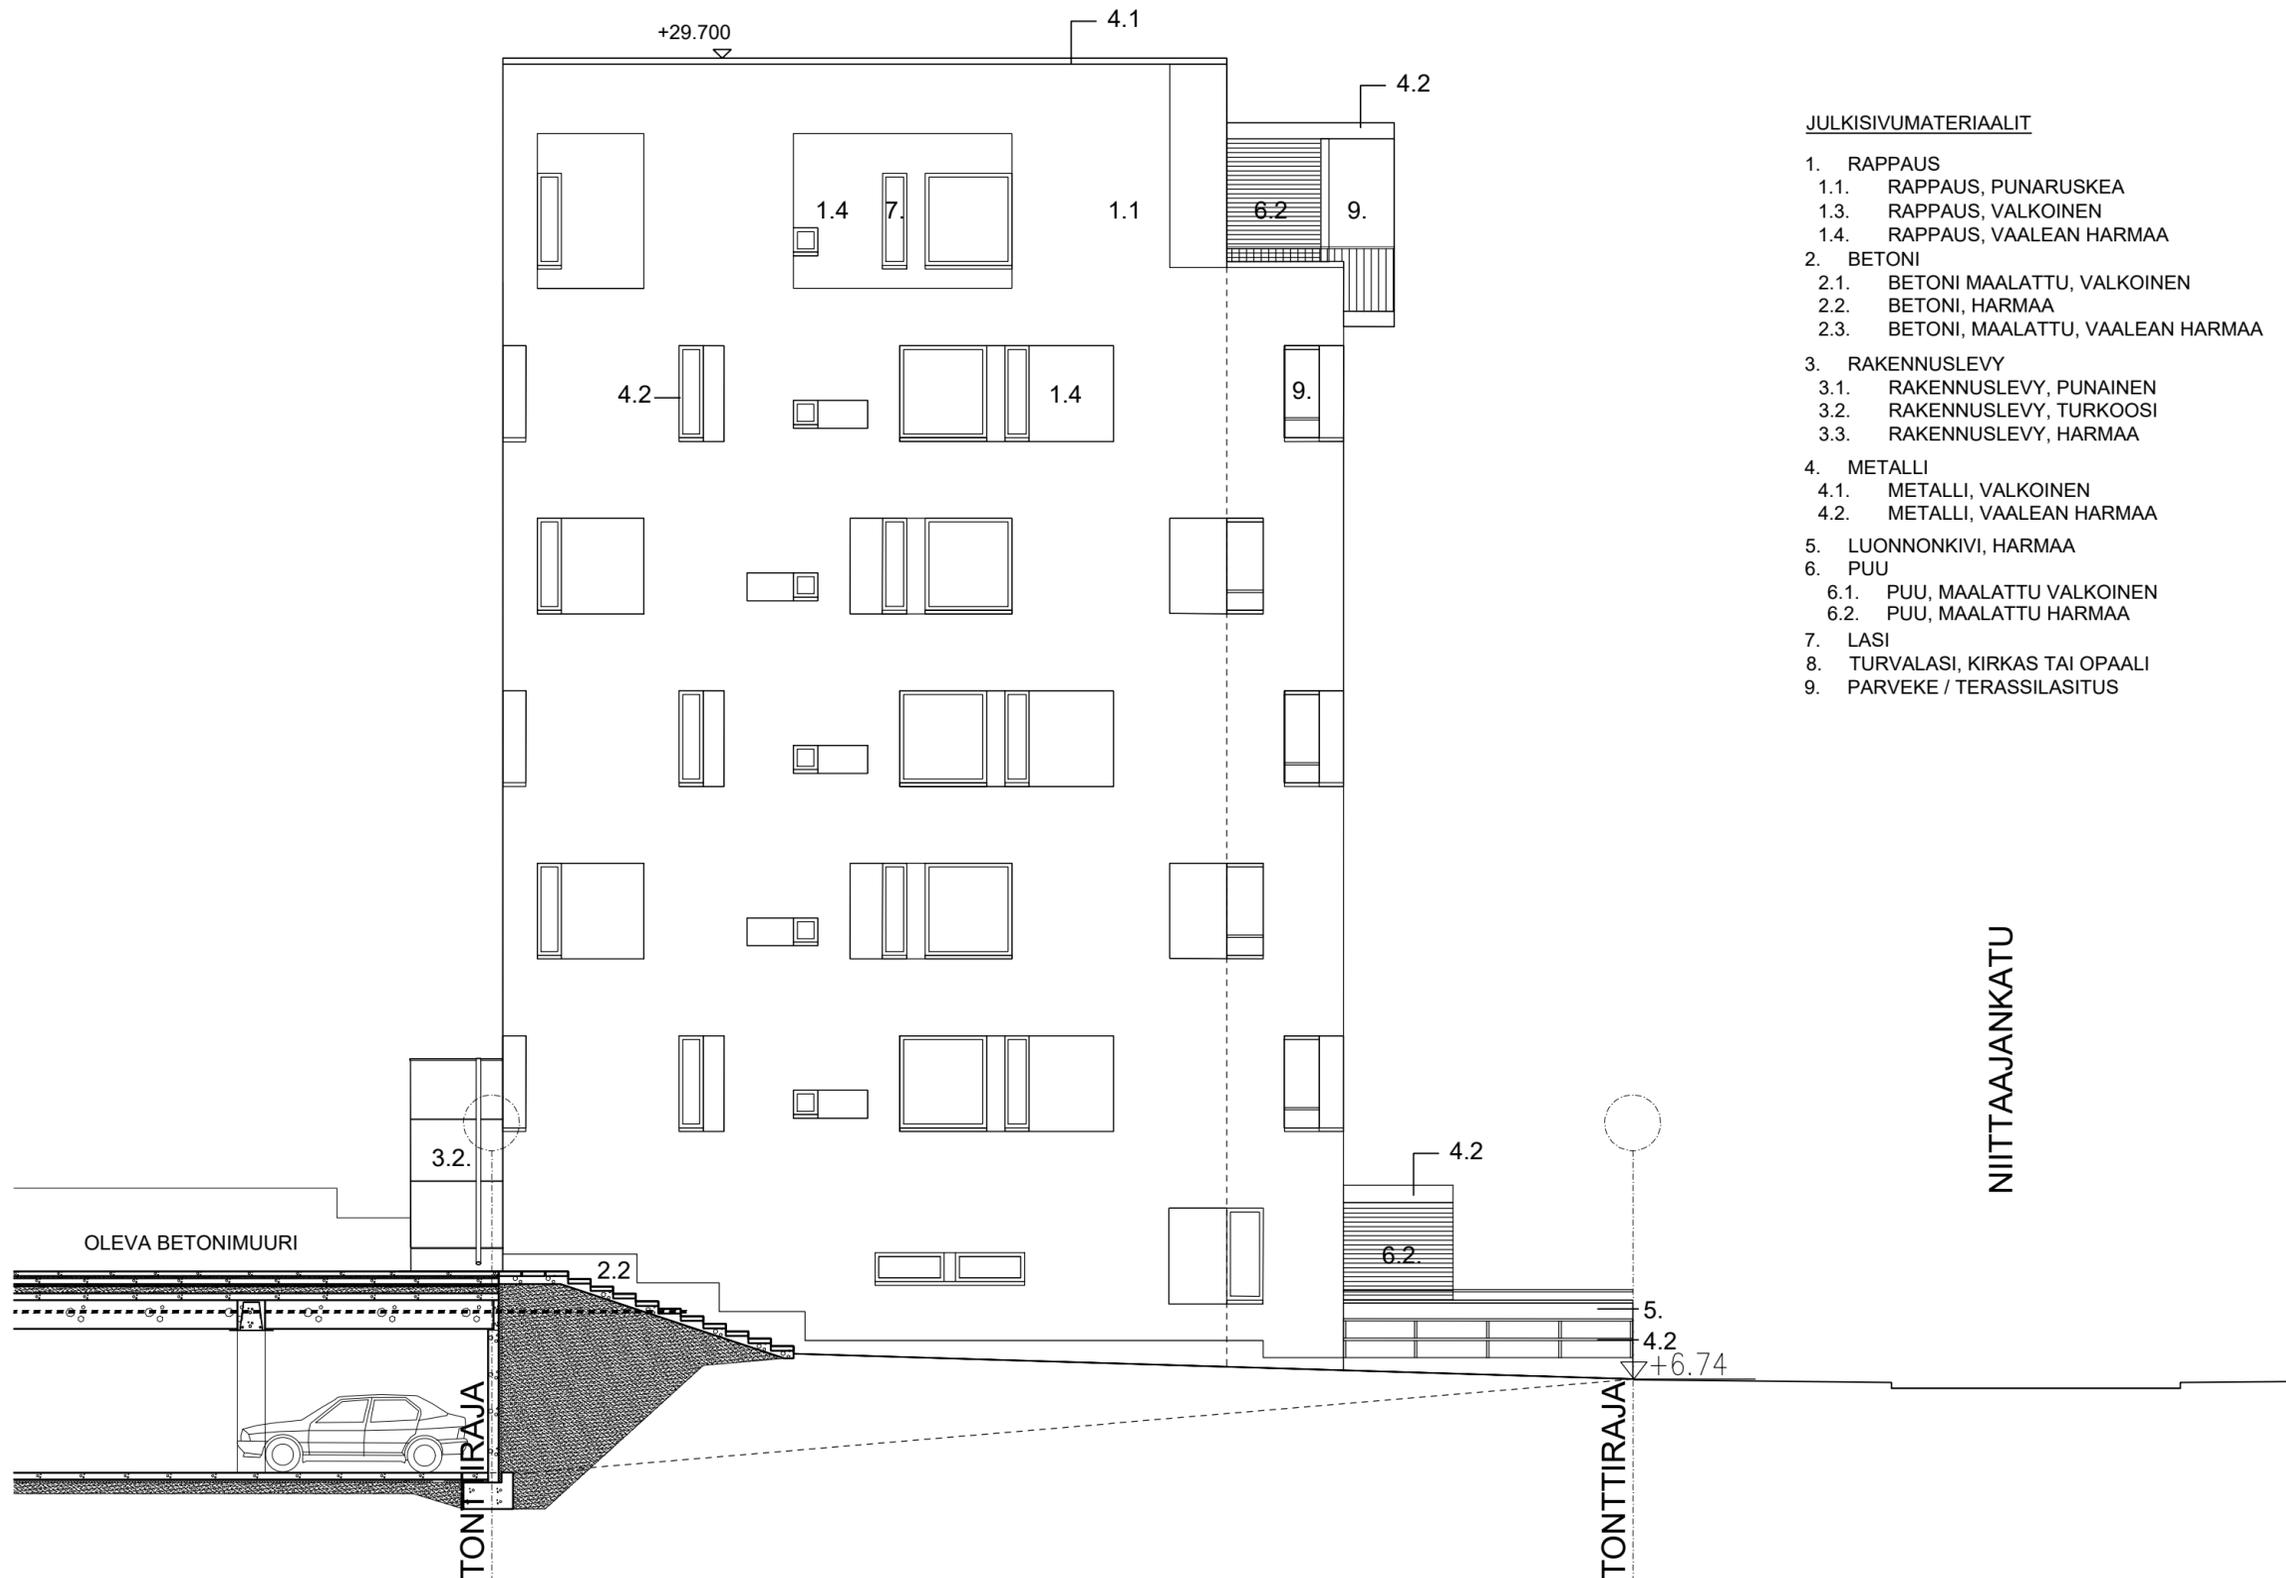 +29.700
4.1
4.2
1.4
7.
1.1
6.2
9.
4.2
1.4
9.
3.2.
OLEVA BETONIMUURI
2.2
4.2
6.2.
5.
4.2
+6.74
TONTTIRAJA
TONTTIRAJA
NIITTAAJANKATU
JULKISIVUMATERIAALIT
1. RAPPAUS
1.1. RAPPAUS, PUNARUSKEA
1.3. RAPPAUS, VALKOINEN
1.4. RAPPAUS, VAALEAN HARMAA
2. BETONI
2.1. BETONI MAALATTU, VALKOINEN
2.2. BETONI, HARMAA
2.3. BETONI, MAALATTU, VAALEAN HARMAA
3. RAKENNUSLEVY
3.1. RAKENNUSLEVY, PUNAINEN
3.2. RAKENNUSLEVY, TURKOOSI
3.3. RAKENNUSLEVY, HARMAA
4. METALLI
4.1. METALLI, VALKOINEN
4.2. METALLI, VAALEAN HARMAA
5. LUONNONKIVI, HARMAA
6. PUU
6.1. PUU, MAALATTU VALKOINEN
6.2. PUU, MAALATTU HARMAA
7. LASI
8. TURVALASI, KIRKAS TAI OPAALI
9. PARVEKE / TERASSILASITUS